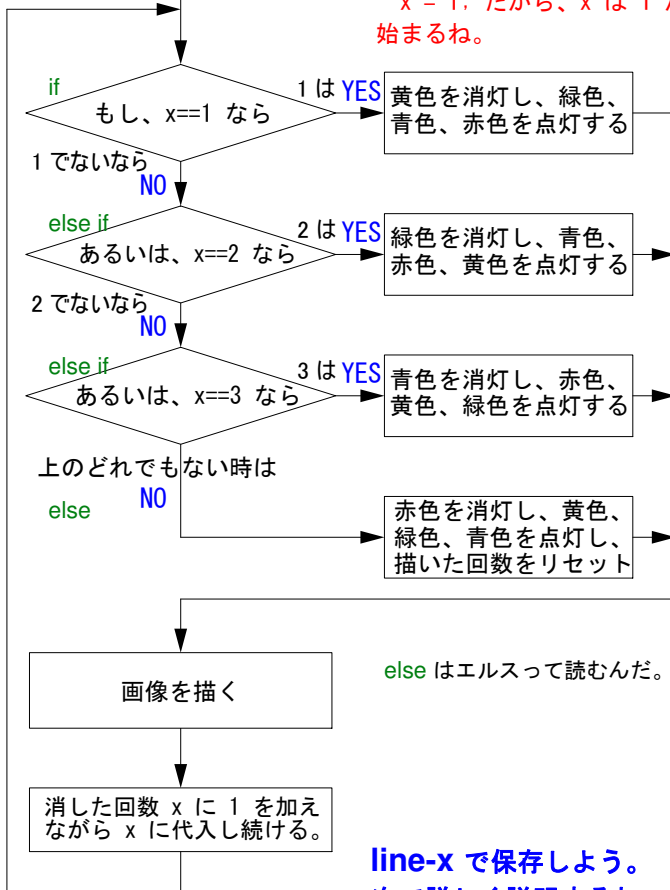 x = 1; だから、x は 1
始まるね。
if
もし、x==1 なら
1 は YES
黄色を消灯し、緑色、
青色、赤色を点灯する
1 でないなら
NO
else if
あるいは、x==2 なら
2 は YES
緑色を消灯し、青色、
赤色、黄色を点灯する
2 でないなら
NO
else if
あるいは、x==3 なら
3 は YES
青色を消灯し、赤色、
黄色、緑色を点灯する
上のどれでもない時は
NO
else
赤色を消灯し、黄色、
緑色、青色を点灯し、
描いた回数をリセット
画像を描く
else はエルスって読むんだ。
消した回数 x に 1 を加え
ながら x に代入し続ける。
line-x で保存しよう。